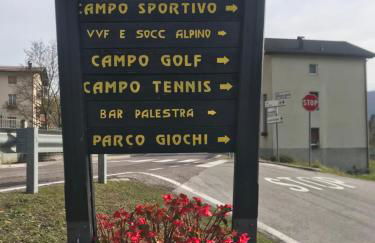 CAMPO SPORTIVO
VVF E SOCC ALPINO
CAMPO GOLF
CAMPO TENNIS
BAR PALESTRA
PARCO GIOCHI
STOP
STOP